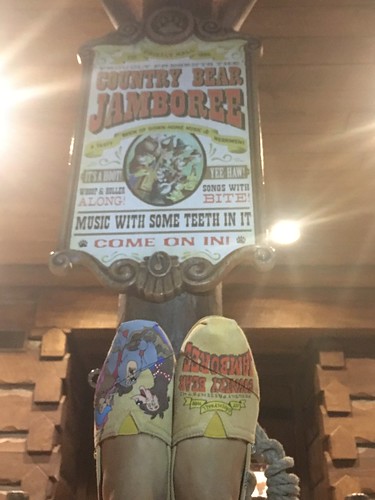 COUNTRY BEAR
JAMBOREE
IT'S A HOOT!
YEE-HAW!
WHOOP & HOLLER
ALONG!
SONGS WITH
BITE!
MUSIC WITH SOME TEETH IN IT
COME ON IN!
COUNTRY BEAR
JAMBOREE